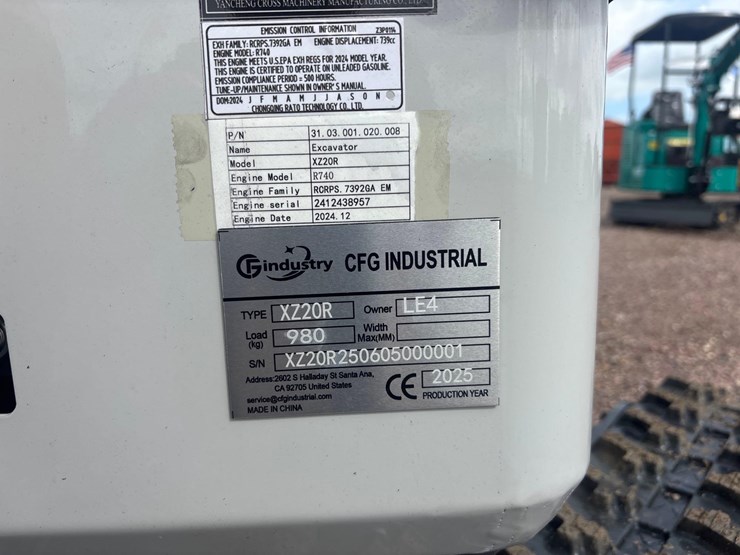 YANCHENG CROSS MACHINERY MANUFACTURING CO., LTD
EMISSION CONTROL INFORMATION Z3P0114
EXH FAMILY: RCRPS.7392GA EM ENGINE DISPLACEMENT: 739cc
ENGINE MODEL: R740
THIS ENGINE MEETS U.S.EPA EXH REGS FOR 2024 MODEL YEAR.
THIS ENGINE IS CERTIFIED TO OPERATE ON UNLEADED GASOLINE.
EMISSION COMPLIANCE PERIOD = 500 HOURS.
TUNE-UP/MAINTENANCE SHOWN IN OWNER'S MANUAL.
DOM:2024 J F M A M J J A S O N
CHONGQING RATO TECHNOLOGY CO. LTD.
P/N 31.03.001.020.008
Name Excavator
Model XZ20R
Engine Model R740
Engine Family RCRPS.7392GA EM
Engine serial 2412438957
Engine Date 2024.12
CFGindustry CFG INDUSTRIAL
TYPE XZ20R Owner LE4
Load (kg) 980 Width Max(MM)
S/N XZ20R250605000001
Address:2602 S Halladay St Santa Ana,
CA 92705 United States
service@cfgindustrial.com
MADE IN CHINA
CE 2025
PRODUCTION YEAR